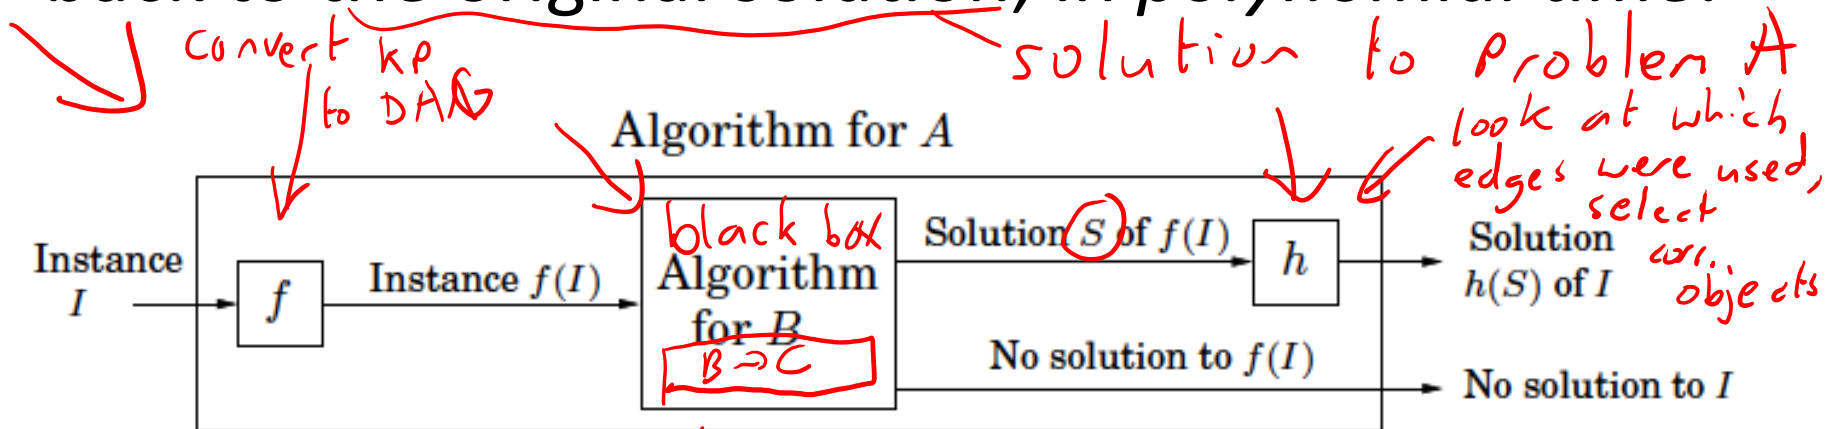 back to the original solution, in polynomial time.
convert kp
to DAG
solution to Problem A
look at which
edges were used,
select
corr.
objects
Algorithm for A
Instance
I
f
Instance f(I)
black box
Algorithm
for B
B → C
Solution S of f(I)
h
Solution
h(S) of I
No solution to f(I)
No solution to I